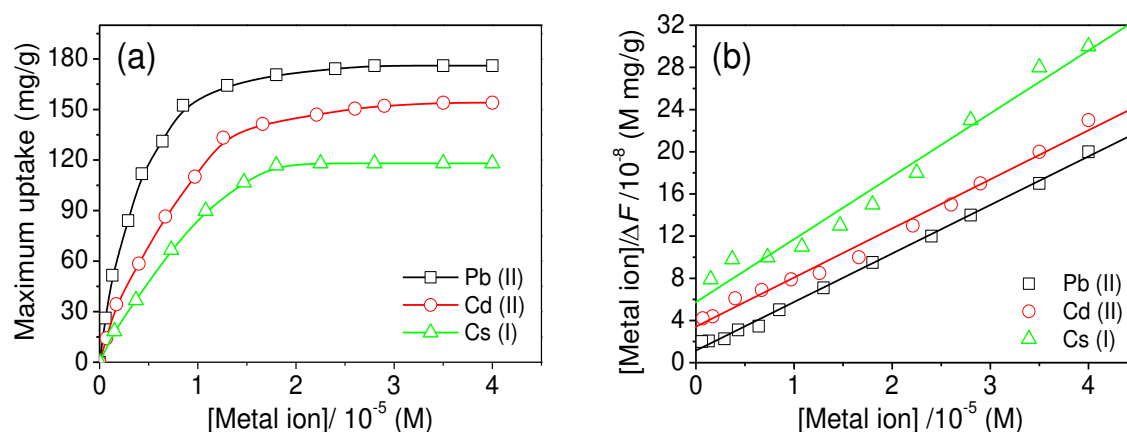 (a)
Maximum uptake (mg/g)
180
150
120
90
60
30
0
Pb (II)
Cd (II)
Cs (I)
0
1
2
3
4
[Metal ion]/ 10⁻⁵ (M)
(b)
[Metal ion]/ΔF /10⁻⁸ (M mg/g)
32
28
24
20
16
12
8
4
0
Pb (II)
Cd (II)
Cs (I)
0
1
2
3
4
[Metal ion] /10⁻⁵ (M)